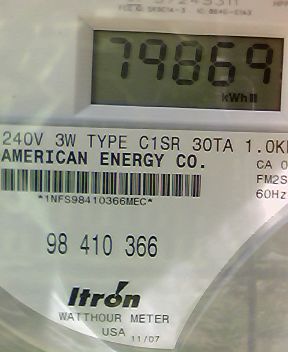 79869
kWh
240V 3W TYPE C1SR 30TA 1.0K
AMERICAN ENERGY CO.
CA 0
FM2S
60Hz
*1NFS98410366MEC*
98 410 366
Itrón
WATTHOUR METER
USA 11/07